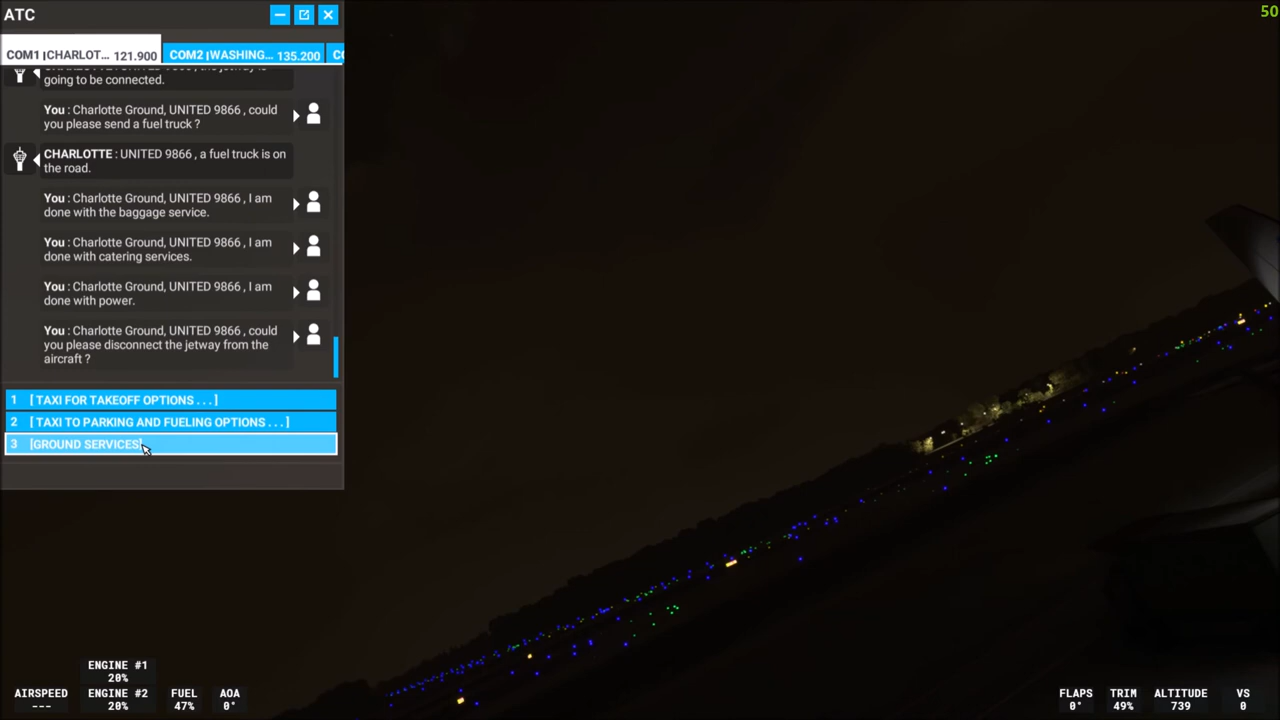 ATC
50
COM1 |CHARLOT... 121.900
COM2 |WASHING... 135.200
going to be connected.
You : Charlotte Ground, UNITED 9866 , could
you please send a fuel truck ?
CHARLOTTE : UNITED 9866 , a fuel truck is on
the road.
You : Charlotte Ground, UNITED 9866 , I am
done with the baggage service.
You : Charlotte Ground, UNITED 9866 , I am
done with catering services.
You : Charlotte Ground, UNITED 9866 , I am
done with power.
You : Charlotte Ground, UNITED 9866 , could
you please disconnect the jetway from the
aircraft ?
1 [ TAXI FOR TAKEOFF OPTIONS . . . ]
2 [ TAXI TO PARKING AND FUELING OPTIONS . . . ]
3 [GROUND SERVICES]
ENGINE #1
20%
AIRSPEED ENGINE #2 FUEL AOA
--- 20% 47% 0°
FLAPS TRIM ALTITUDE VS
0° 49% 739 0